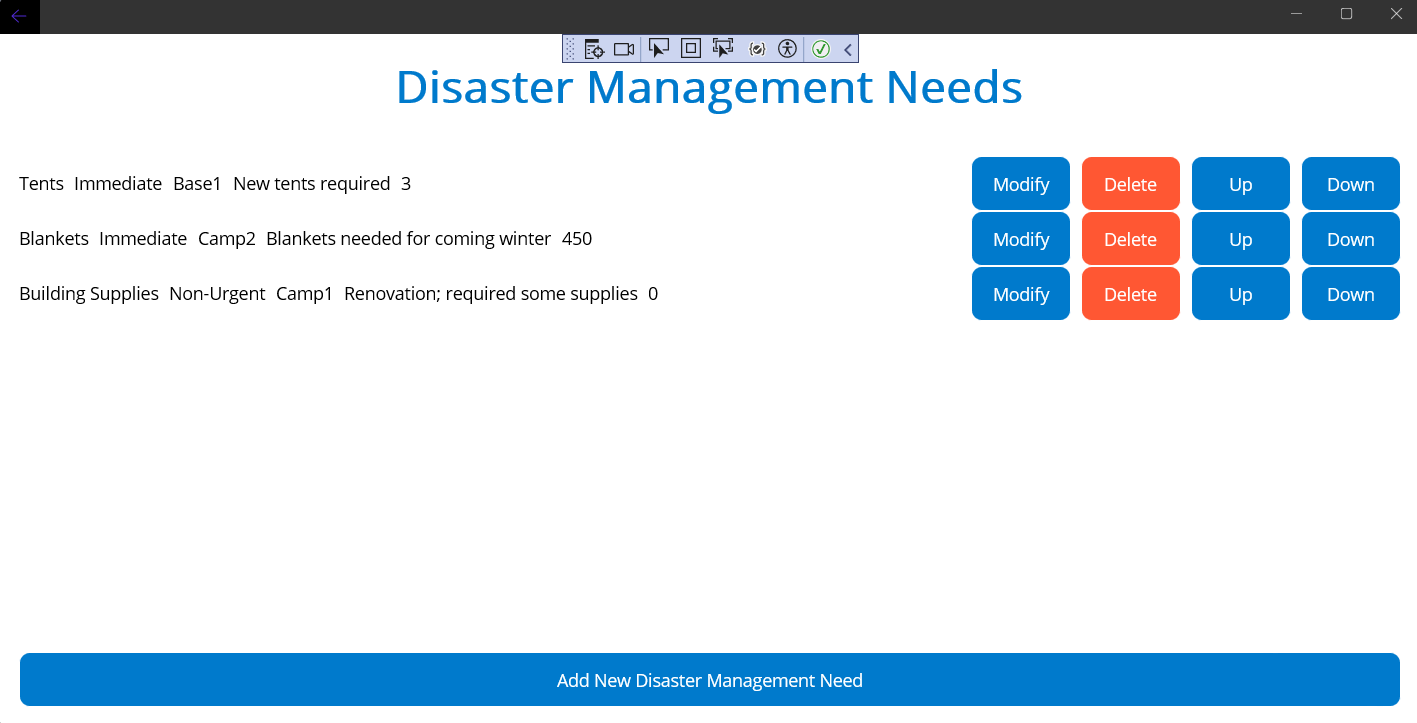 Disaster Management Needs
Tents Immediate Base1 New tents required 3 Modify Delete Up Down
Blankets Immediate Camp2 Blankets needed for coming winter 450 Modify Delete Up Down
Building Supplies Non-Urgent Camp1 Renovation; required some supplies 0 Modify Delete Up Down
Add New Disaster Management Need